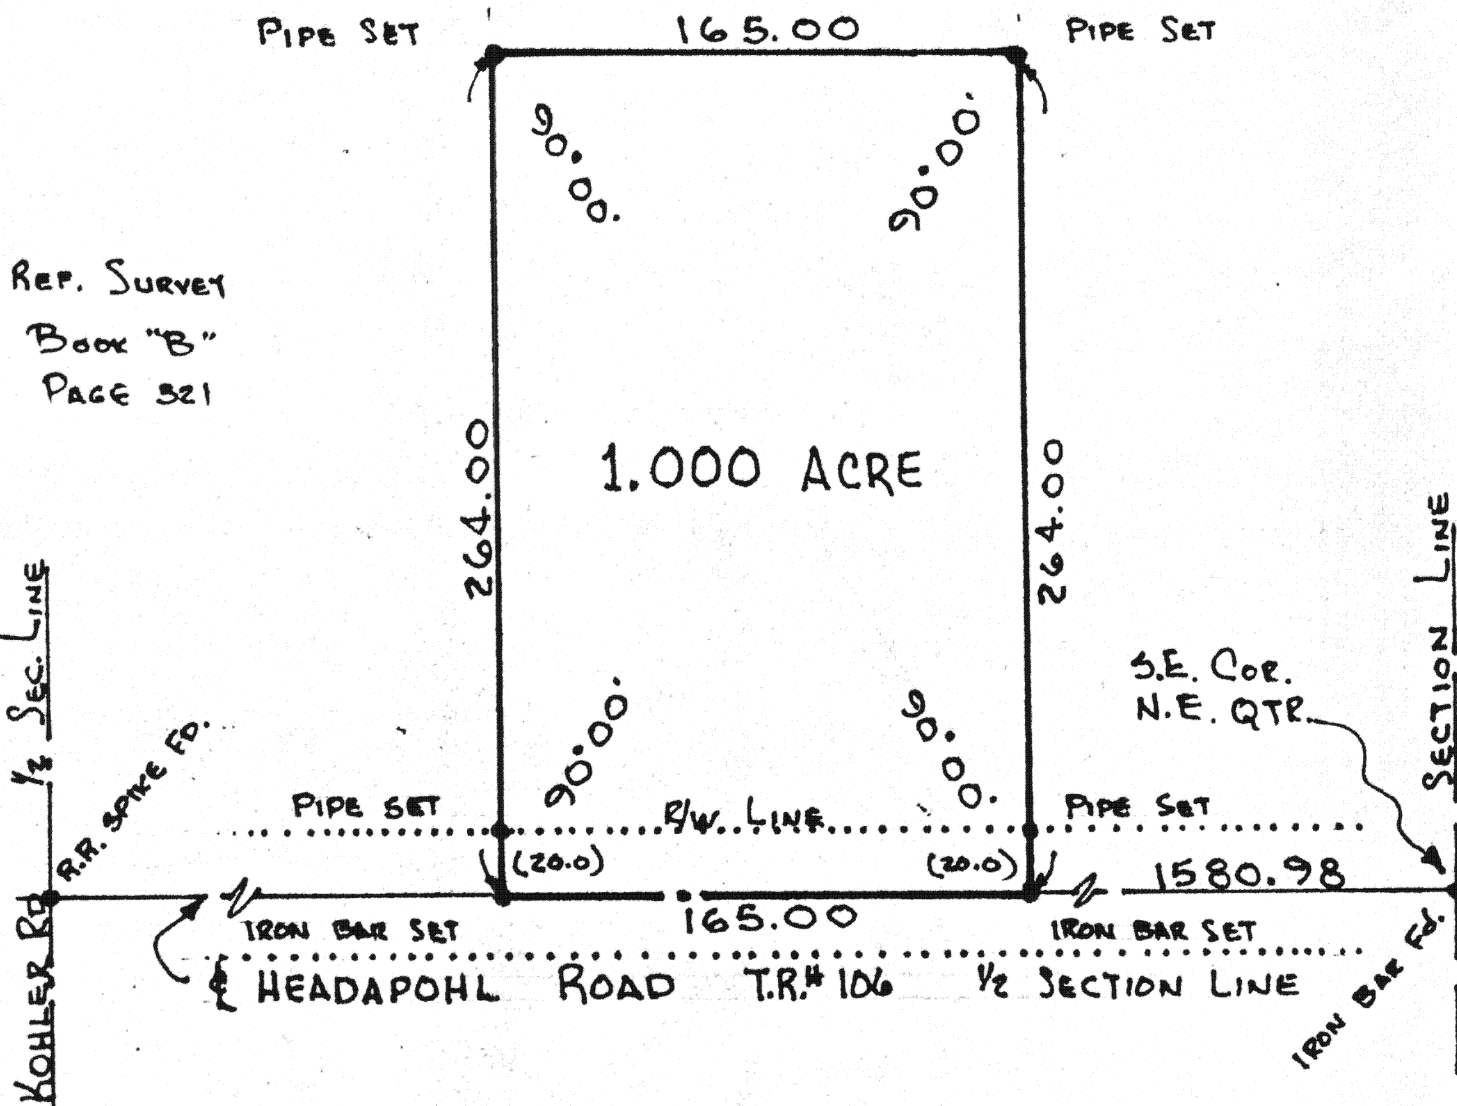 PIPE SET
165.00
PIPE SET
90°00'
90°00'
REF. SURVEY
BOOK "B"
PAGE 321
264.00
1.000 ACRE
264.00
1/2 SEC. LINE
SECTION LINE
S.E. COR.
N.E. QTR.
R.R. SPIKE FD.
90°00'
90°00'
PIPE SET
R/W LINE
PIPE SET
(20.0)
(20.0)
1580.98
165.00
IRON BAR SET
IRON BAR SET
IRON BAR FD.
KOHLER RD
℄ HEADAPOHL ROAD T.R.# 106 1/2 SECTION LINE